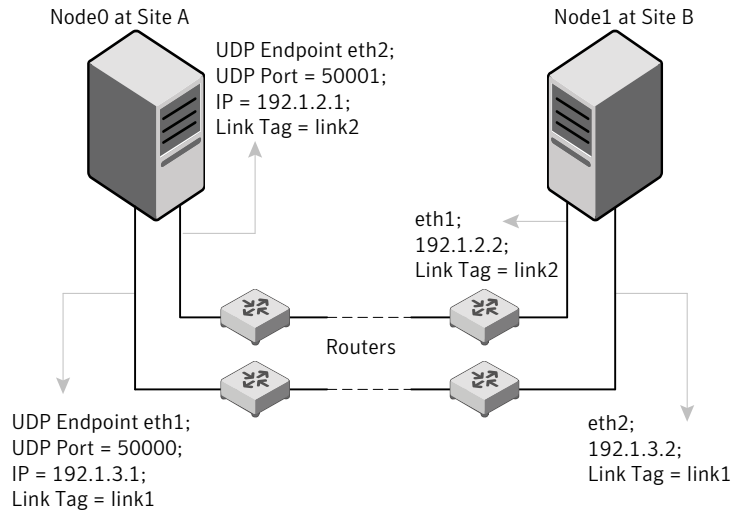 Node0 at Site A
Node1 at Site B
UDP Endpoint eth2;
UDP Port = 50001;
IP = 192.1.2.1;
Link Tag = link2
eth1;
192.1.2.2;
Link Tag = link2
Routers
UDP Endpoint eth1;
UDP Port = 50000;
IP = 192.1.3.1;
Link Tag = link1
eth2;
192.1.3.2;
Link Tag = link1